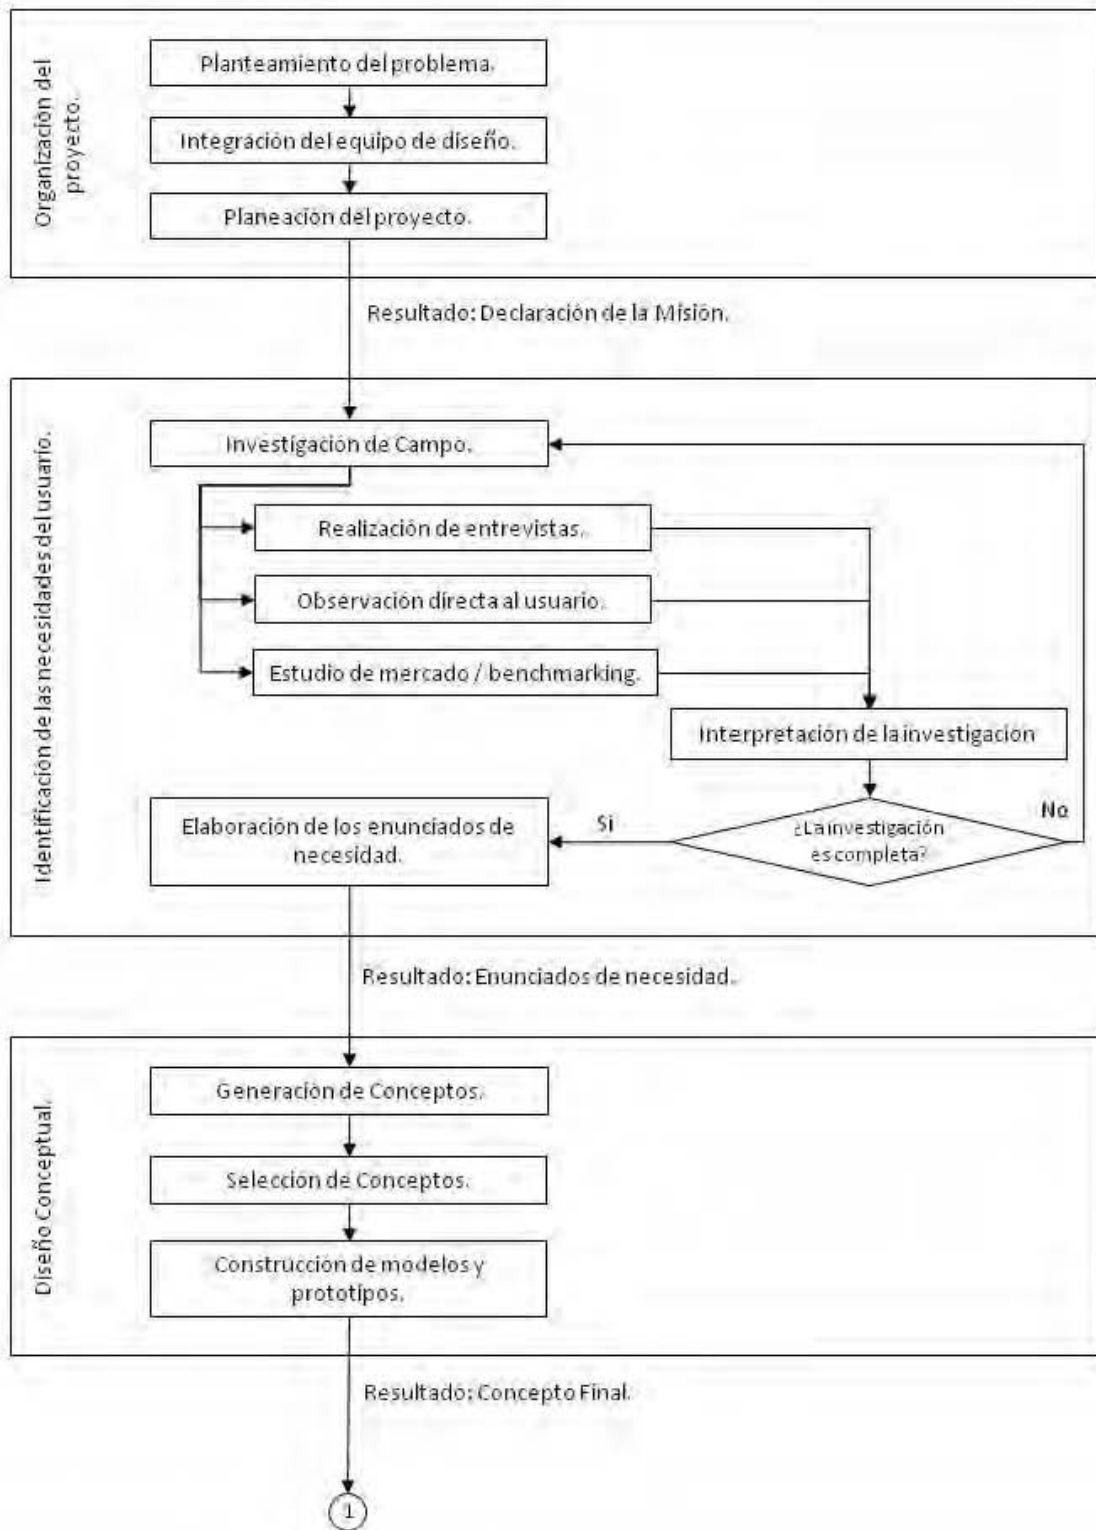 Organización del
proyecto.
Planteamiento del problema.
Integración del equipo de diseño.
Planeación del proyecto.
Resultado: Declaración de la Misión.
Identificación de las necesidades del usuario.
Investigación de Campo.
Realización de entrevistas.
Observación directa al usuario.
Estudio de mercado / benchmarking.
Interpretación de la investigación
¿La investigación
es completa?
No
Si
Elaboración de los enunciados de
necesidad.
Resultado: Enunciados de necesidad.
Diseño Conceptual.
Generación de Conceptos.
Selección de Conceptos.
Construcción de modelos y
prototipos.
Resultado: Concepto Final.
1